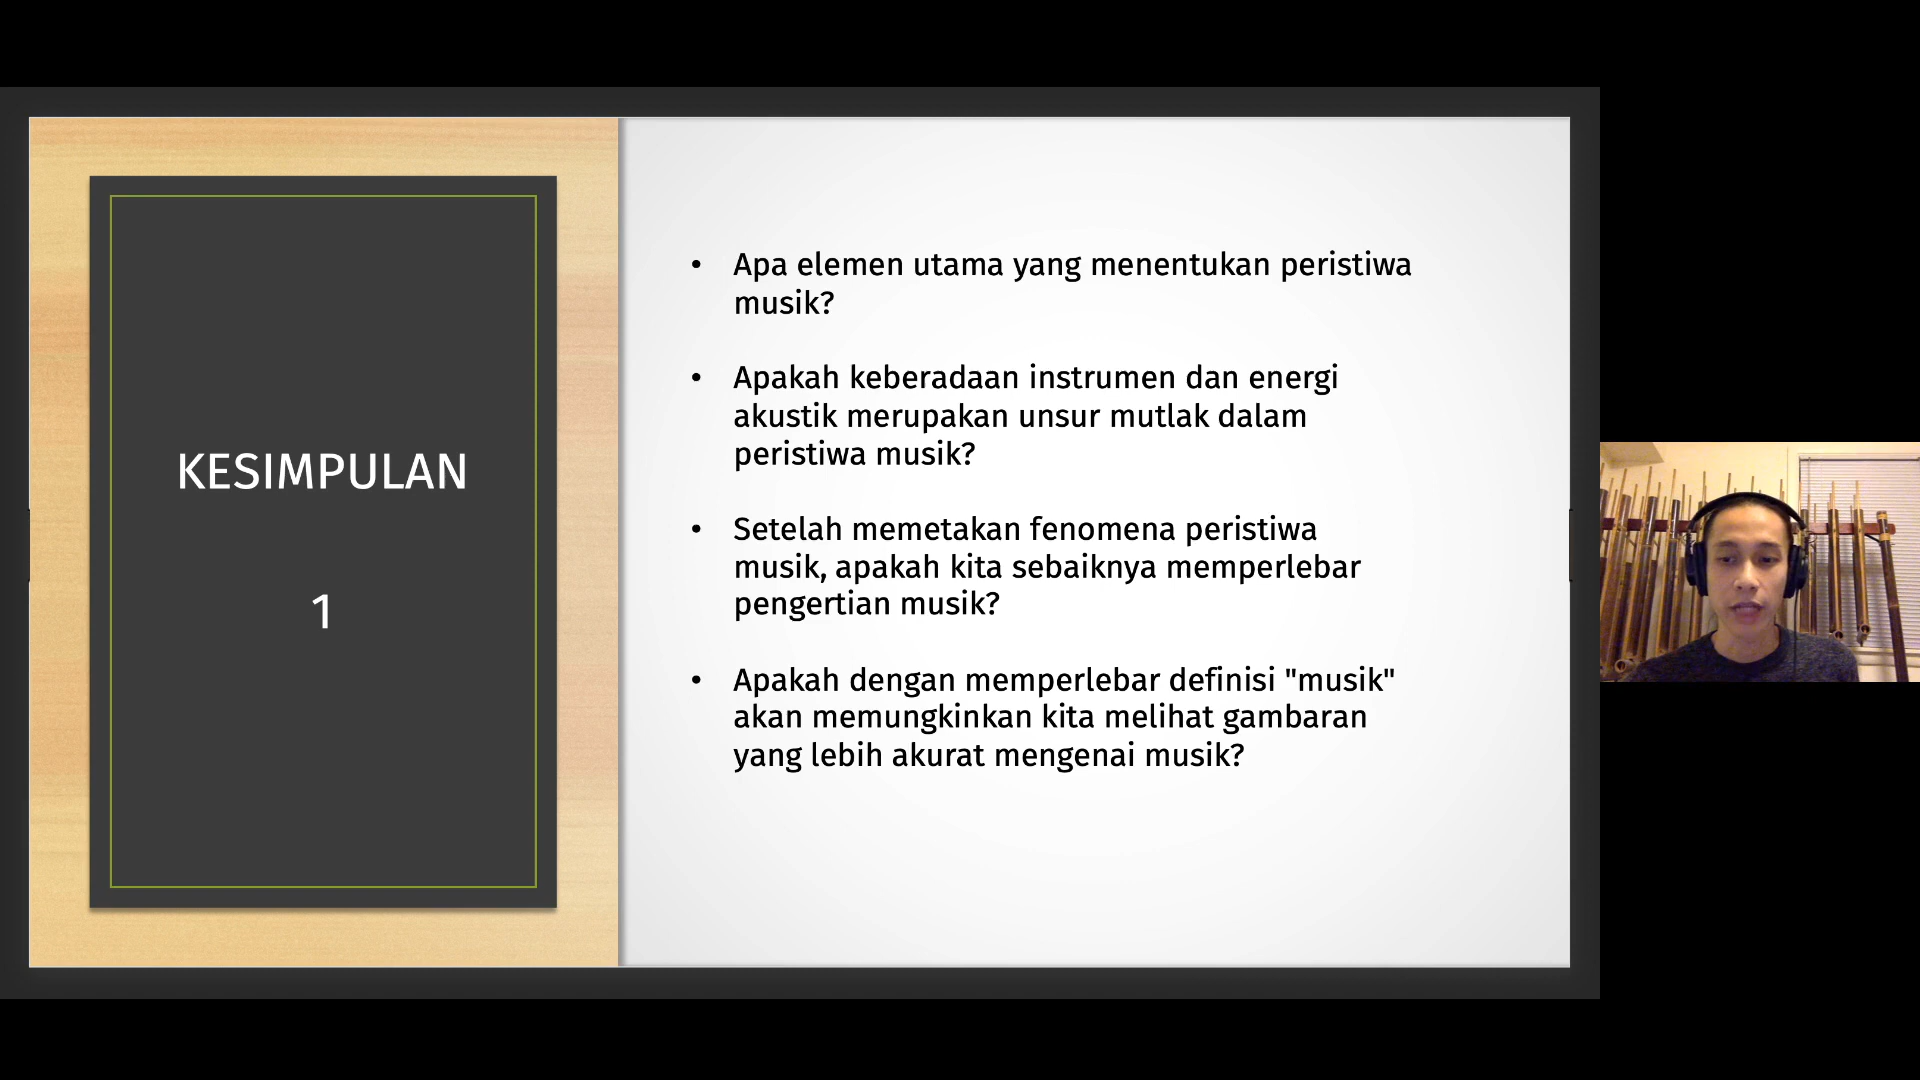 KESIMPULAN
1
• Apa elemen utama yang menentukan peristiwa
musik?
• Apakah keberadaan instrumen dan energi
akustik merupakan unsur mutlak dalam
peristiwa musik?
• Setelah memetakan fenomena peristiwa
musik, apakah kita sebaiknya memperlebar
pengertian musik?
• Apakah dengan memperlebar definisi "musik"
akan memungkinkan kita melihat gambaran
yang lebih akurat mengenai musik?